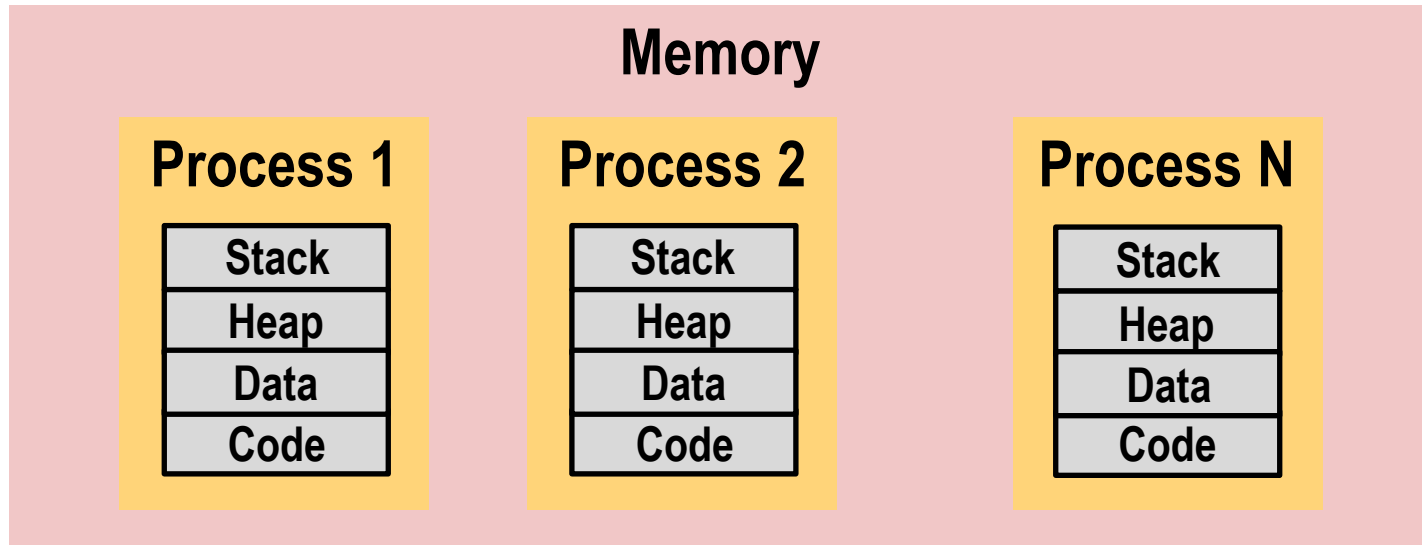 Memory
Process 1
Stack
Heap
Data
Code
Process 2
Stack
Heap
Data
Code
Process N
Stack
Heap
Data
Code